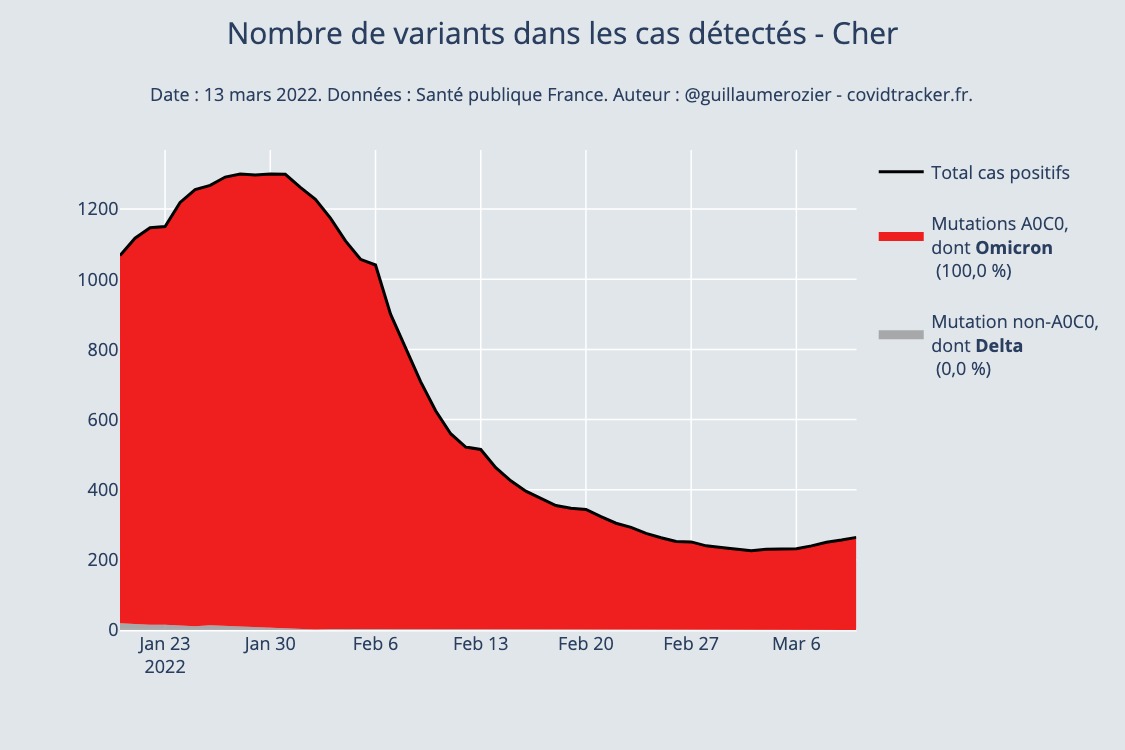 Nombre de variants dans les cas détectés - Cher
Date : 13 mars 2022. Données : Santé publique France. Auteur : @guillaumerozier - covidtracker.fr.
1200
1000
800
600
400
200
0
Jan 23
2022
Jan 30
Feb 6
Feb 13
Feb 20
Feb 27
Mar 6
Total cas positifs
Mutations A0C0,
dont Omicron
(100,0 %)
Mutation non-A0C0,
dont Delta
(0,0 %)